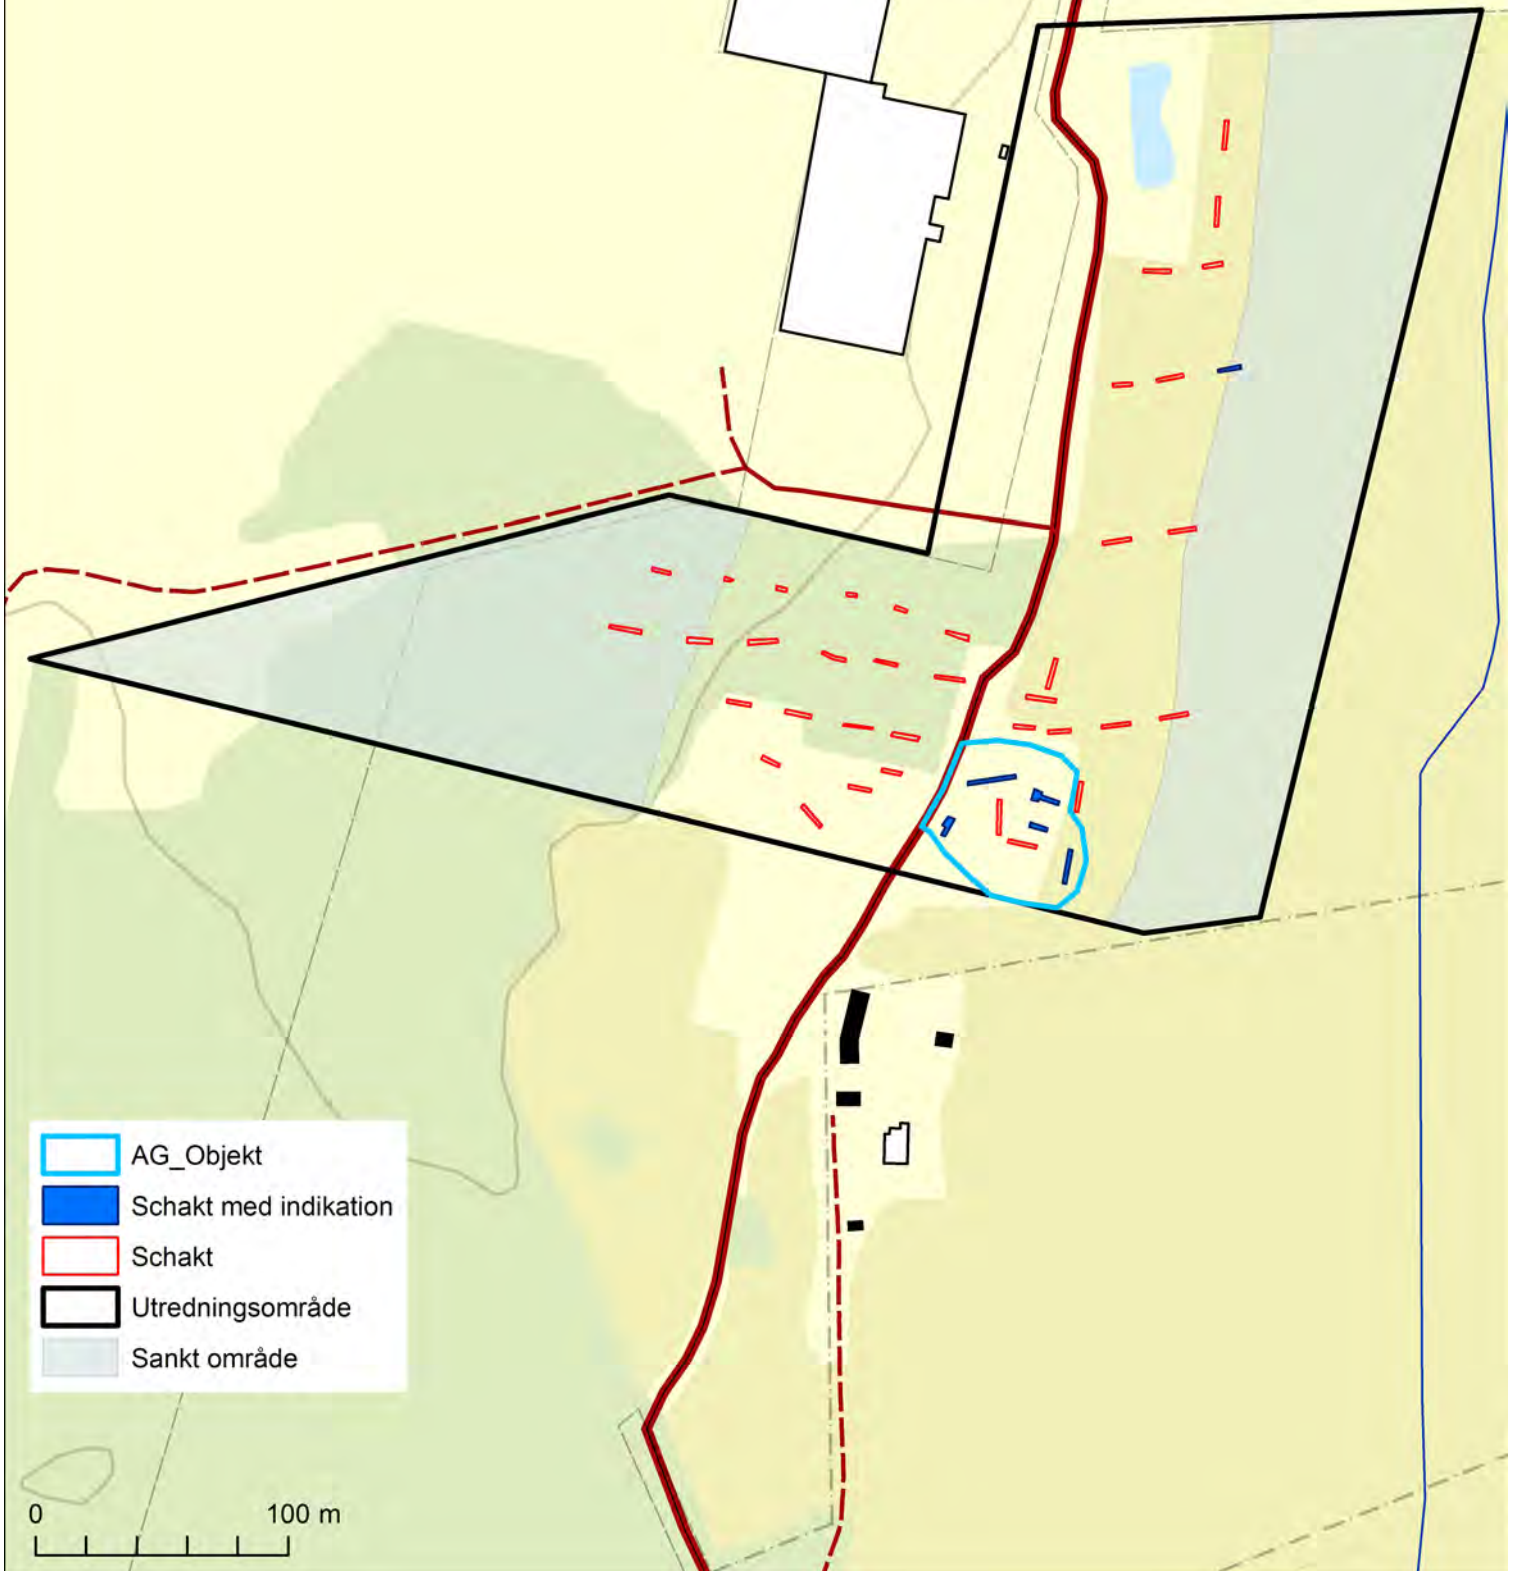 AG_Objekt
Schakt med indikation
Schakt
Utredningsområde
Sankt område
0 100 m